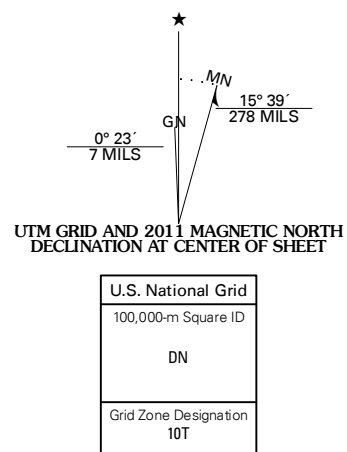 ★
MN
GN
15° 39´
278 MILS
0° 23´
7 MILS
UTM GRID AND 2011 MAGNETIC NORTH
DECLINATION AT CENTER OF SHEET
U.S. National Grid
100,000-m Square ID
DN
Grid Zone Designation
10T